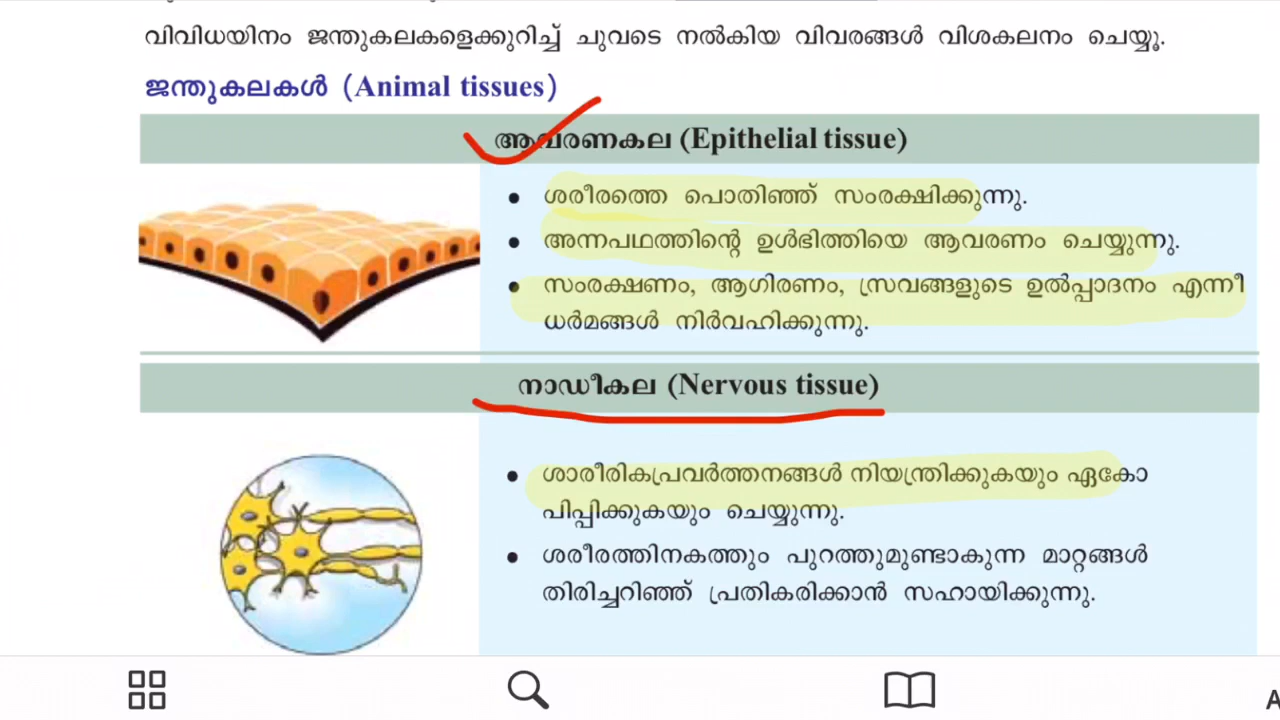 വിവിധയിനം ജന്തുകലകളെക്കുറിച്ച് ചുവടെ നൽകിയ വിവരങ്ങൾ വിശകലനം ചെയ്യൂ.
ജന്തുകലകൾ (Animal tissues)
ആവരണകല (Epithelial tissue)
• ശരീരത്തെ പൊതിഞ്ഞ് സംരക്ഷിക്കുന്നു.
• അന്നപഥത്തിന്റെ ഉൾഭിത്തിയെ ആവരണം ചെയ്യുന്നു.
• സംരക്ഷണം, ആഗിരണം, സ്രവങ്ങളുടെ ഉൽപ്പാദനം എന്നീ
ധർമങ്ങൾ നിർവഹിക്കുന്നു.
നാഡീകല (Nervous tissue)
• ശാരീരികപ്രവർത്തനങ്ങൾ നിയന്ത്രിക്കുകയും ഏകോ
പിപ്പിക്കുകയും ചെയ്യുന്നു.
• ശരീരത്തിനകത്തും പുറത്തുമുണ്ടാകുന്ന മാറ്റങ്ങൾ
തിരിച്ചറിഞ്ഞ് പ്രതികരിക്കാൻ സഹായിക്കുന്നു.